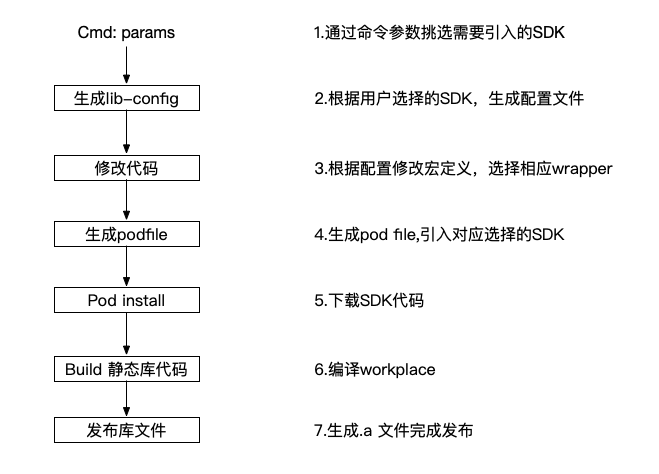 Cmd: params
1.通过命令参数挑选需要引入的SDK
生成lib-config
2.根据用户选择的SDK，生成配置文件
修改代码
3.根据配置修改宏定义，选择相应wrapper
生成podfile
4.生成pod file,引入对应选择的SDK
Pod install
5.下载SDK代码
Build 静态库代码
6.编译workplace
发布库文件
7.生成.a 文件完成发布